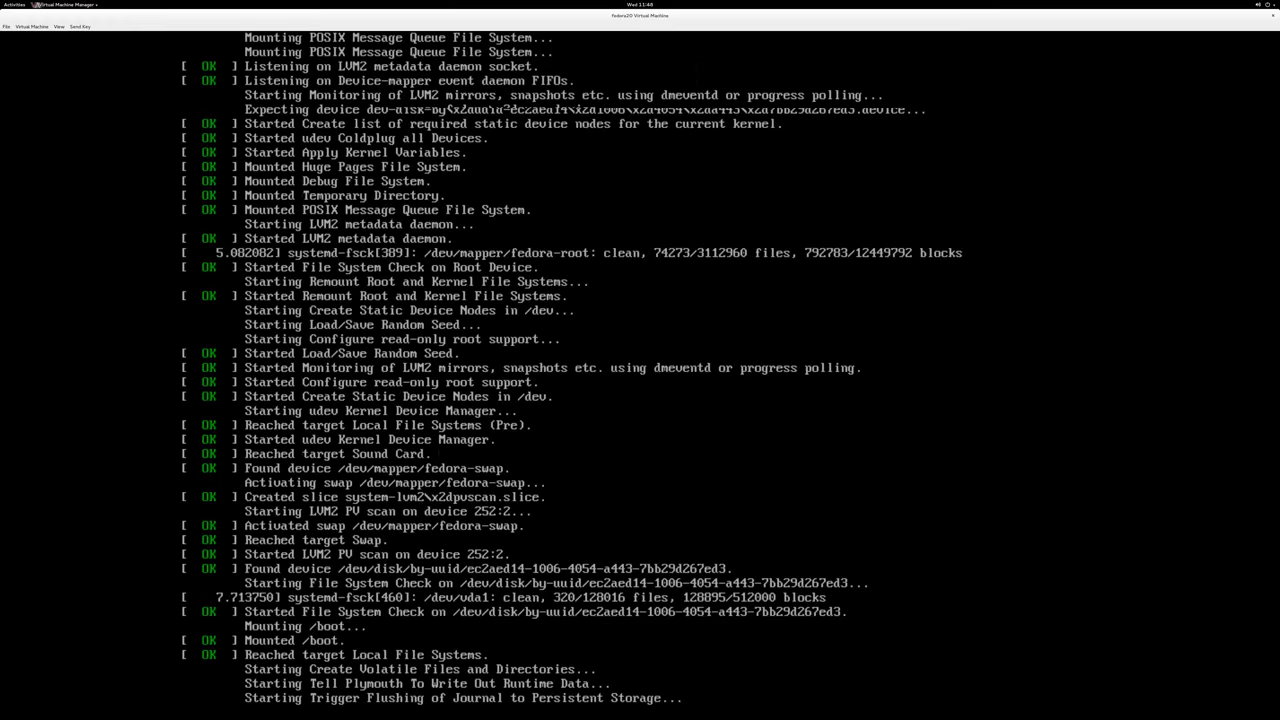 Activities Virtual Machine Manager Wed 11:48
Fedora20 Virtual Machine
File Virtual Machine View Send Key
Mounting POSIX Message Queue File System...
Mounting POSIX Message Queue File System...
[ OK ] Listening on LVM2 metadata daemon socket.
[ OK ] Listening on Device-mapper event daemon FIFOs.
Starting Monitoring of LVM2 mirrors, snapshots etc. using dmeventd or progress polling...
Expecting device
[ OK ] Started Create list of required static device nodes for the current kernel.
[ OK ] Started udev Coldplug all Devices.
[ OK ] Started Apply Kernel Variables.
[ OK ] Mounted Huge Pages File System.
[ OK ] Mounted Debug File System.
[ OK ] Mounted Temporary Directory.
[ OK ] Mounted POSIX Message Queue File System.
Starting LVM2 metadata daemon...
[ OK ] Started LVM2 metadata daemon.
[ 5.082082] systemd-fsck[389]: /dev/mapper/fedora-root: clean, 74273/3112960 files, 792783/12449792 blocks
[ OK ] Started File System Check on Root Device.
Starting Remount Root and Kernel File Systems...
[ OK ] Started Remount Root and Kernel File Systems.
Starting Create Static Device Nodes in /dev...
Starting Load/Save Random Seed...
Starting Configure read-only root support...
[ OK ] Started Load/Save Random Seed.
[ OK ] Started Monitoring of LVM2 mirrors, snapshots etc. using dmeventd or progress polling.
[ OK ] Started Configure read-only root support.
[ OK ] Started Create Static Device Nodes in /dev.
Starting udev Kernel Device Manager...
[ OK ] Reached target Local File Systems (Pre).
[ OK ] Started udev Kernel Device Manager.
[ OK ] Reached target Sound Card.
[ OK ] Found device /dev/mapper/fedora-swap.
Activating swap /dev/mapper/fedora-swap...
[ OK ] Created slice system-lvm2\x2dpvscan.slice.
Starting LVM2 PV scan on device 252:2...
[ OK ] Activated swap /dev/mapper/fedora-swap.
[ OK ] Reached target Swap.
[ OK ] Started LVM2 PV scan on device 252:2.
[ OK ] Found device /dev/disk/by-uuid/ec2aed14-1006-4054-a443-7bb29d267ed3.
Starting File System Check on /dev/disk/by-uuid/ec2aed14-1006-4054-a443-7bb29d267ed3...
[ 7.713750] systemd-fsck[460]: /dev/vda1: clean, 320/128016 files, 128895/512000 blocks
[ OK ] Started File System Check on /dev/disk/by-uuid/ec2aed14-1006-4054-a443-7bb29d267ed3.
Mounting /boot...
[ OK ] Mounted /boot.
[ OK ] Reached target Local File Systems.
Starting Create Volatile Files and Directories...
Starting Tell Plymouth To Write Out Runtime Data...
Starting Trigger Flushing of Journal to Persistent Storage...